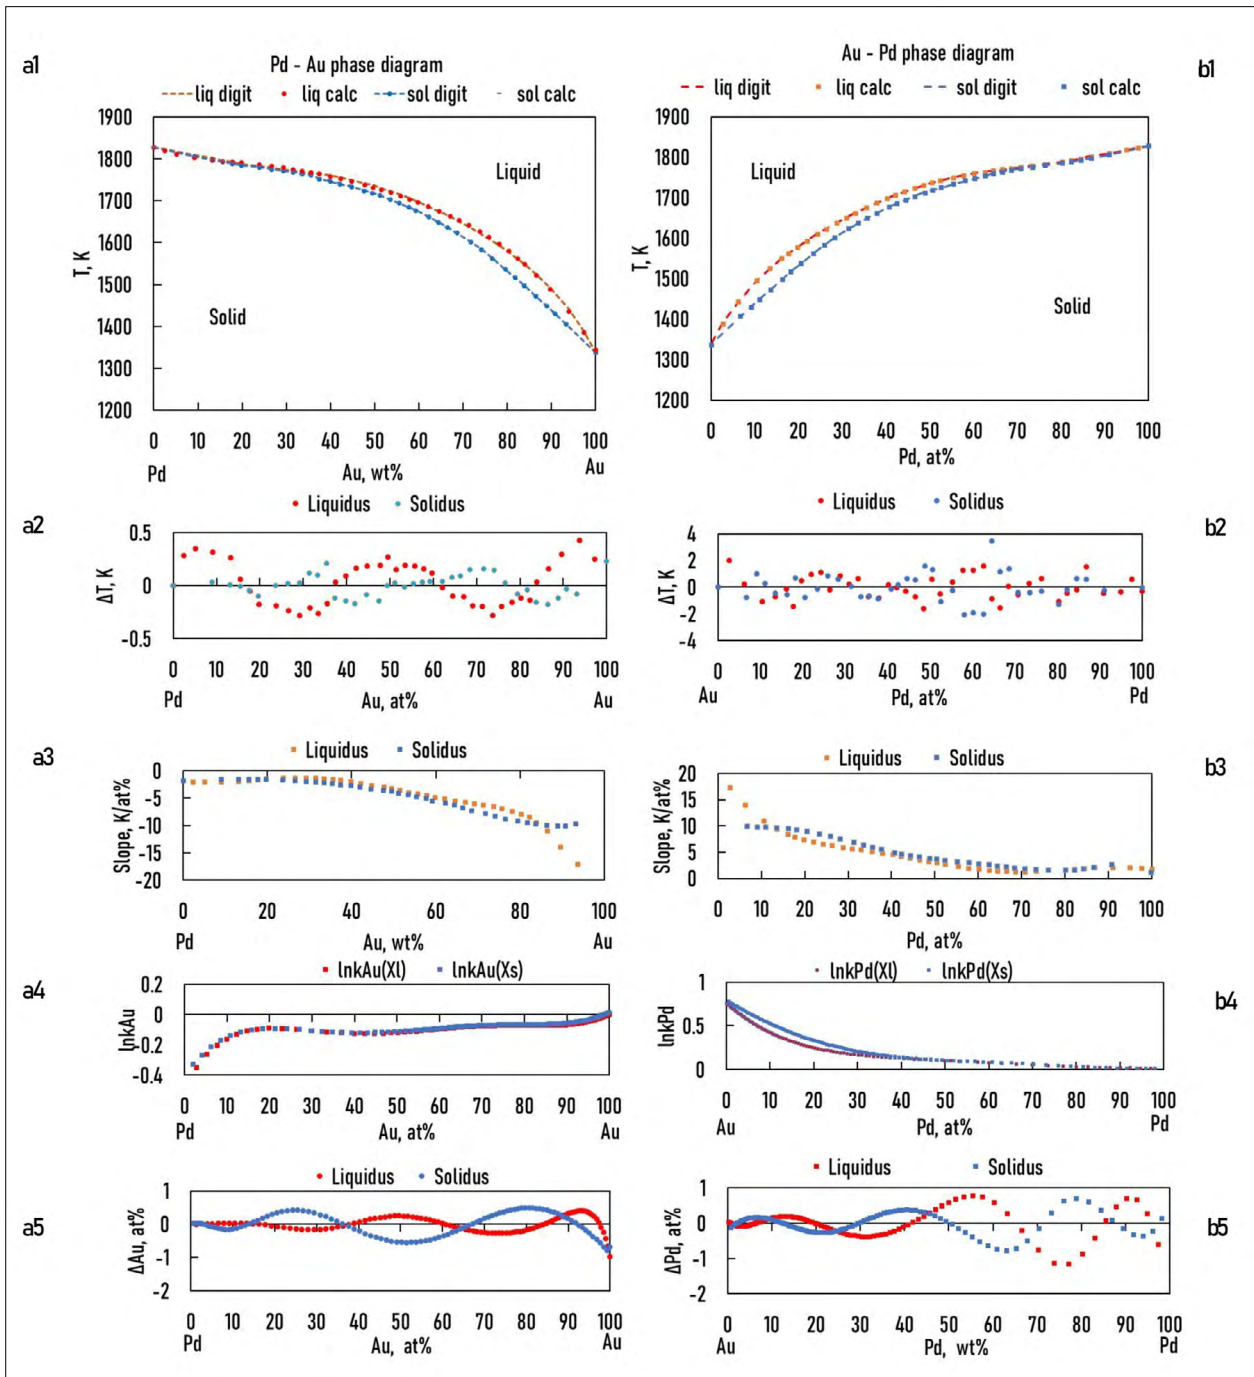 a1
Pd - Au phase diagram
liq digit liq calc sol digit sol calc
1900
1800
1700
1600
1500
1400
1300
1200
T, K
Liquid
Solid
0 10 20 30 40 50 60 70 80 90 100
Pd Au, wt% Au
b1
Au - Pd phase diagram
liq digit liq calc sol digit sol calc
1900
1800
1700
1600
1500
1400
1300
1200
T, K
Liquid
Solid
0 10 20 30 40 50 60 70 80 90 100
Pd, at%
a2
Liquidus Solidus
0.5
0
-0.5
ΔT, K
0 10 20 30 40 50 60 70 80 90 100
Pd Au, at% Au
b2
Liquidus Solidus
4
2
0
-2
-4
ΔT, K
0 10 20 30 40 50 60 70 80 90 100
Au Pd, at% Pd
a3
Liquidus Solidus
0
-5
-10
-15
-20
Slope, K/at%
0 20 40 60 80 100
Pd Au, wt% Au
b3
Liquidus Solidus
20
15
10
5
0
Slope, K/at%
0 10 20 30 40 50 60 70 80 90 100
Pd, at%
a4
lnkAu(Xl) lnkAu(Xs)
0.2
0
-0.2
-0.4
lnkAu
0 10 20 30 40 50 60 70 80 90 100
Pd Au, at% Au
b4
lnkPd(Xl) lnkPd(Xs)
1
0.5
0
lnkPd
0 10 20 30 40 50 60 70 80 90 100
Au Pd, at% Pd
a5
Liquidus Solidus
1
0
-1
-2
ΔAu, at%
0 10 20 30 40 50 60 70 80 90 100
Pd Au, at% Au
b5
Liquidus Solidus
1
0
-1
-2
ΔPd, at%
0 10 20 30 40 50 60 70 80 90 100
Au Pd, wt% Pd